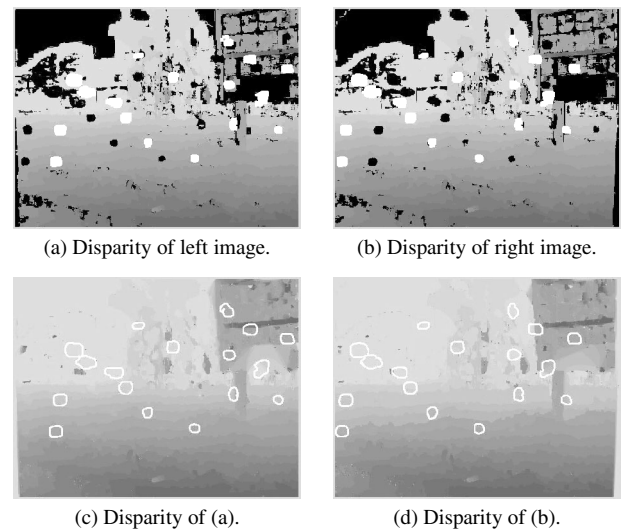 (a) Disparity of left image.
(b) Disparity of right image.
(c) Disparity of (a).
(d) Disparity of (b).